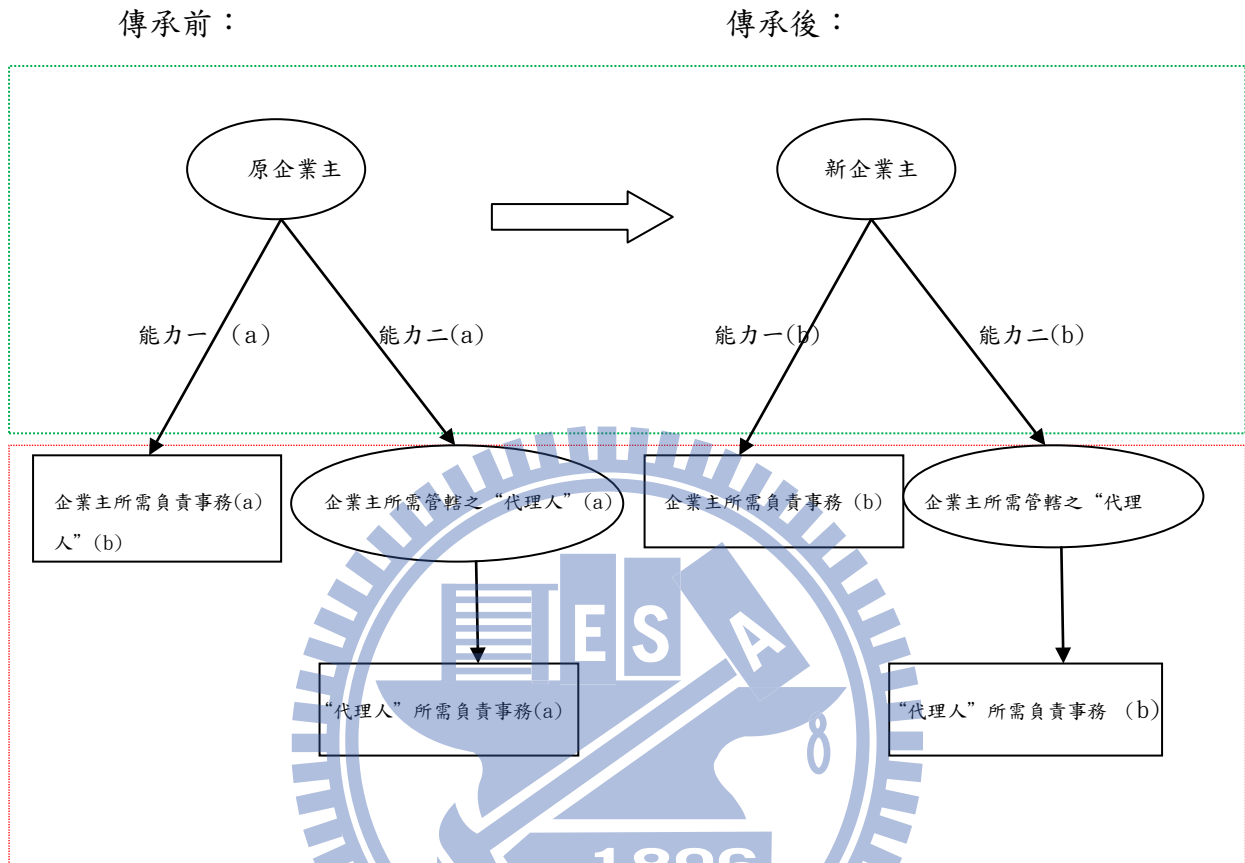 傳承前：
傳承後：
原企業主
新企業主
能力一 (a)
能力二(a)
能力一(b)
能力二(b)
企業主所需負責事務(a)
人”(b)
企業主所需管轄之“代理人”(a)
企業主所需負責事務 (b)
企業主所需管轄之“代理
“代理人”所需負責事務(a)
“代理人”所需負責事務 (b)
E S A
8
1896